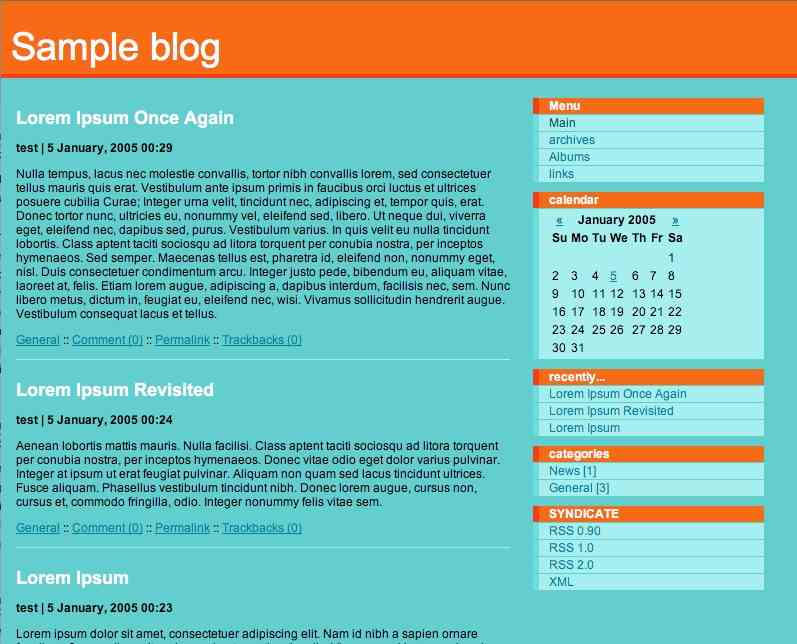 Sample blog
Lorem Ipsum Once Again
test | 5 January, 2005 00:29
Nulla tempus, lacus nec molestie convallis, tortor nibh convallis lorem, sed consectetuer
tellus mauris quis erat. Vestibulum ante ipsum primis in faucibus orci luctus et ultrices
posuere cubilia Curae; Integer urna velit, tincidunt nec, adipiscing et, tempor quis, erat.
Donec tortor nunc, ultricies eu, nonummy vel, eleifend sed, libero. Ut neque dui, viverra
eget, eleifend nec, dapibus sed, purus. Vestibulum varius. In quis velit eu nulla tincidunt
lobortis. Class aptent taciti sociosqu ad litora torquent per conubia nostra, per inceptos
hymenaeos. Sed semper. Maecenas tellus est, pharetra id, eleifend non, nonummy eget,
nisl. Duis consectetuer condimentum arcu. Integer justo pede, bibendum eu, aliquam vitae,
laoreet at, felis. Etiam lorem augue, adipiscing a, dapibus interdum, facilisis nec, sem. Nunc
libero metus, dictum in, feugiat eu, eleifend nec, wisi. Vivamus sollicitudin hendrerit augue.
Vestibulum consequat lacus et tellus.
General :: Comment (0) :: Permalink :: Trackbacks (0)
Lorem Ipsum Revisited
test | 5 January, 2005 00:24
Aenean lobortis mattis mauris. Nulla facilisi. Class aptent taciti sociosqu ad litora torquent
per conubia nostra, per inceptos hymenaeos. Donec vitae odio eget dolor varius pulvinar.
Integer at ipsum ut erat feugiat pulvinar. Aliquam non quam sed lacus tincidunt ultrices.
Fusce aliquam. Phasellus vestibulum tincidunt nibh. Donec lorem augue, cursus non,
cursus et, commodo fringilla, odio. Integer nonummy felis vitae sem.
General :: Comment (0) :: Permalink :: Trackbacks (0)
Lorem Ipsum
test | 5 January, 2005 00:23
Lorem ipsum dolor sit amet, consectetuer adipiscing elit. Nam id nibh a sapien ornare
Menu
Main
archives
Albums
links
calendar
« January 2005 »
Su Mo Tu We Th Fr Sa
1
2 3 4 5 6 7 8
9 10 11 12 13 14 15
16 17 18 19 20 21 22
23 24 25 26 27 28 29
30 31
recently...
Lorem Ipsum Once Again
Lorem Ipsum Revisited
Lorem Ipsum
categories
News [1]
General [3]
SYNDICATE
RSS 0.90
RSS 1.0
RSS 2.0
XML